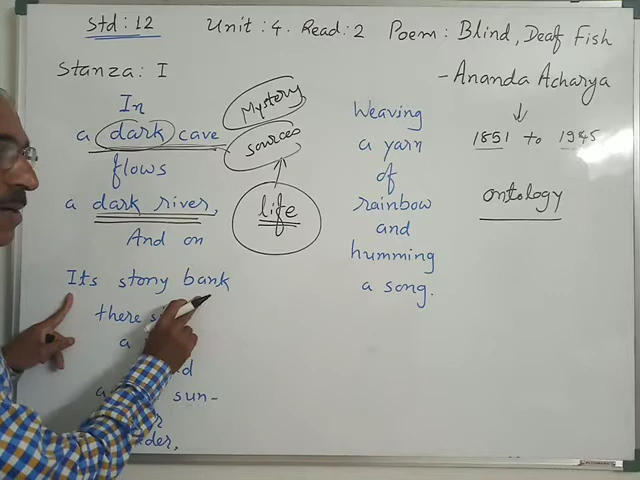 Std: 12 Unit: 4. Read: 2 Poem: Blind, Deaf Fish
Stanza: I
- Ananda Acharya
1851 to 1945
ontology
In
a dark cave
flows
a dark river,
And on
Its stony bank
there
a
a sun-
Mystery
sources
life
Weaving
a yarn
of
rainbow
and
humming
a song.